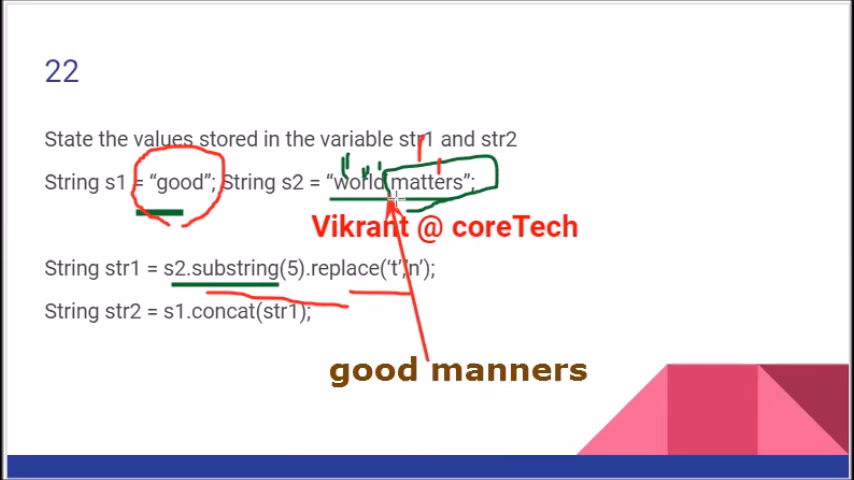 22
State the values stored in the variable str1 and str2
String s1 = “good”; String s2 = “world matters”;
Vikrant @ coreTech
String str1 = s2.substring(5).replace(‘t’,’n’);
String str2 = s1.concat(str1);
good manners